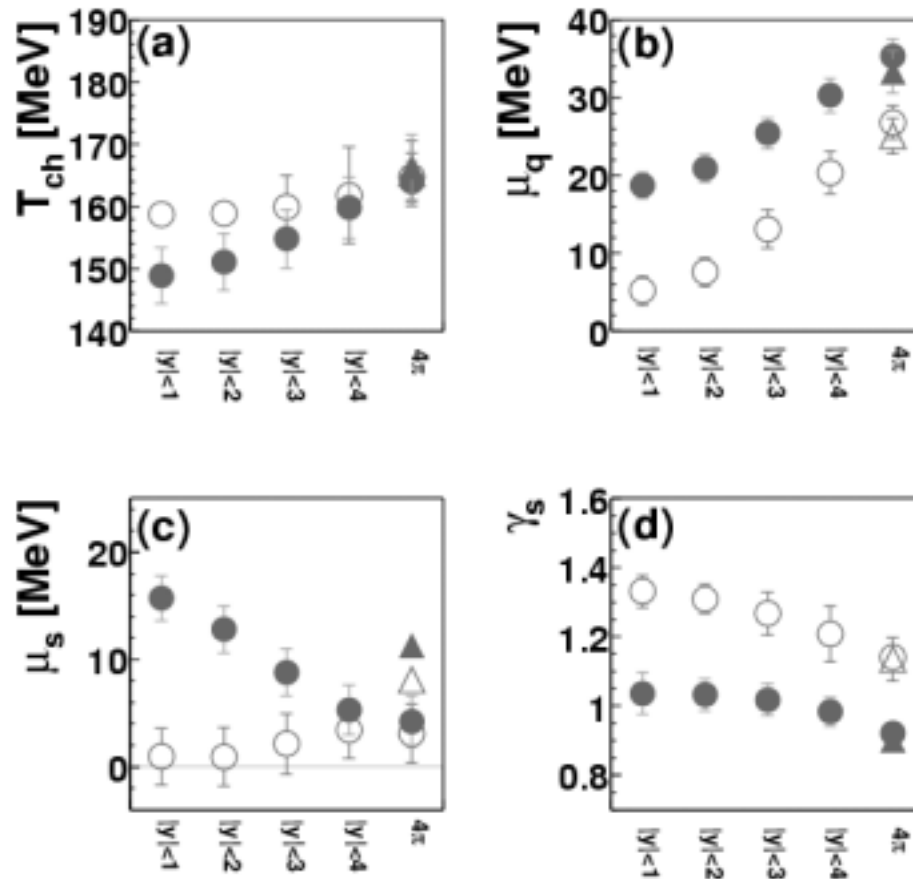 (a)
T_ch [MeV]
190
180
170
160
150
140
|y|<1
|y|<2
|y|<3
|y|<4
4π
(b)
μ_q [MeV]
40
30
20
10
0
|y|<1
|y|<2
|y|<3
|y|<4
4π
(c)
μ_s [MeV]
20
10
0
|y|<1
|y|<2
|y|<3
|y|<4
4π
(d)
γ_s
1.6
1.4
1.2
1
0.8
|y|<1
|y|<2
|y|<3
|y|<4
4π